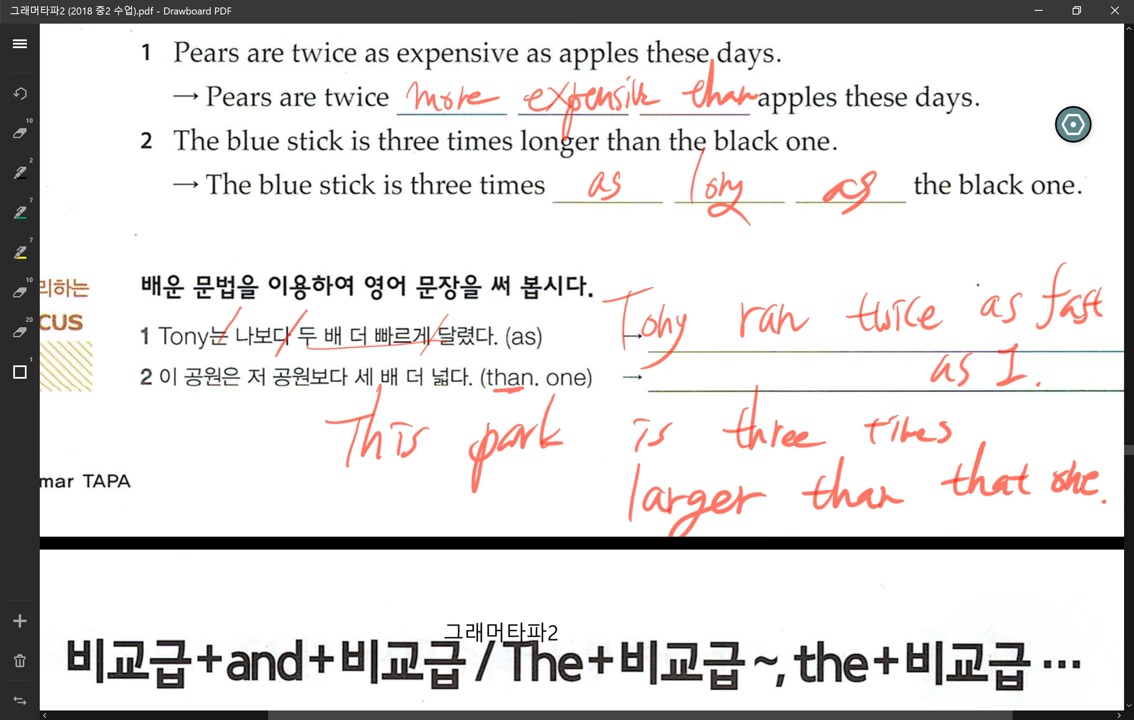 그래머타파2 (2018 중2 수업).pdf - Drawboard PDF
1 Pears are twice as expensive as apples these days.
→ Pears are twice more expensive than apples these days.
2 The blue stick is three times longer than the black one.
→ The blue stick is three times as long as the black one.
리하는
CUS
배운 문법을 이용하여 영어 문장을 써 봅시다.
1 Tony는 나보다 두 배 더 빠르게 달렸다. (as) → Tony ran twice as fast
as I.
2 이 공원은 저 공원보다 세 배 더 넓다. (than. one) →
This park is three times
larger than that one.
mar TAPA
그래머타파2
비교급+and+비교급 / The+비교급~, the+비교급 …
10
2
7
7
10
20
1